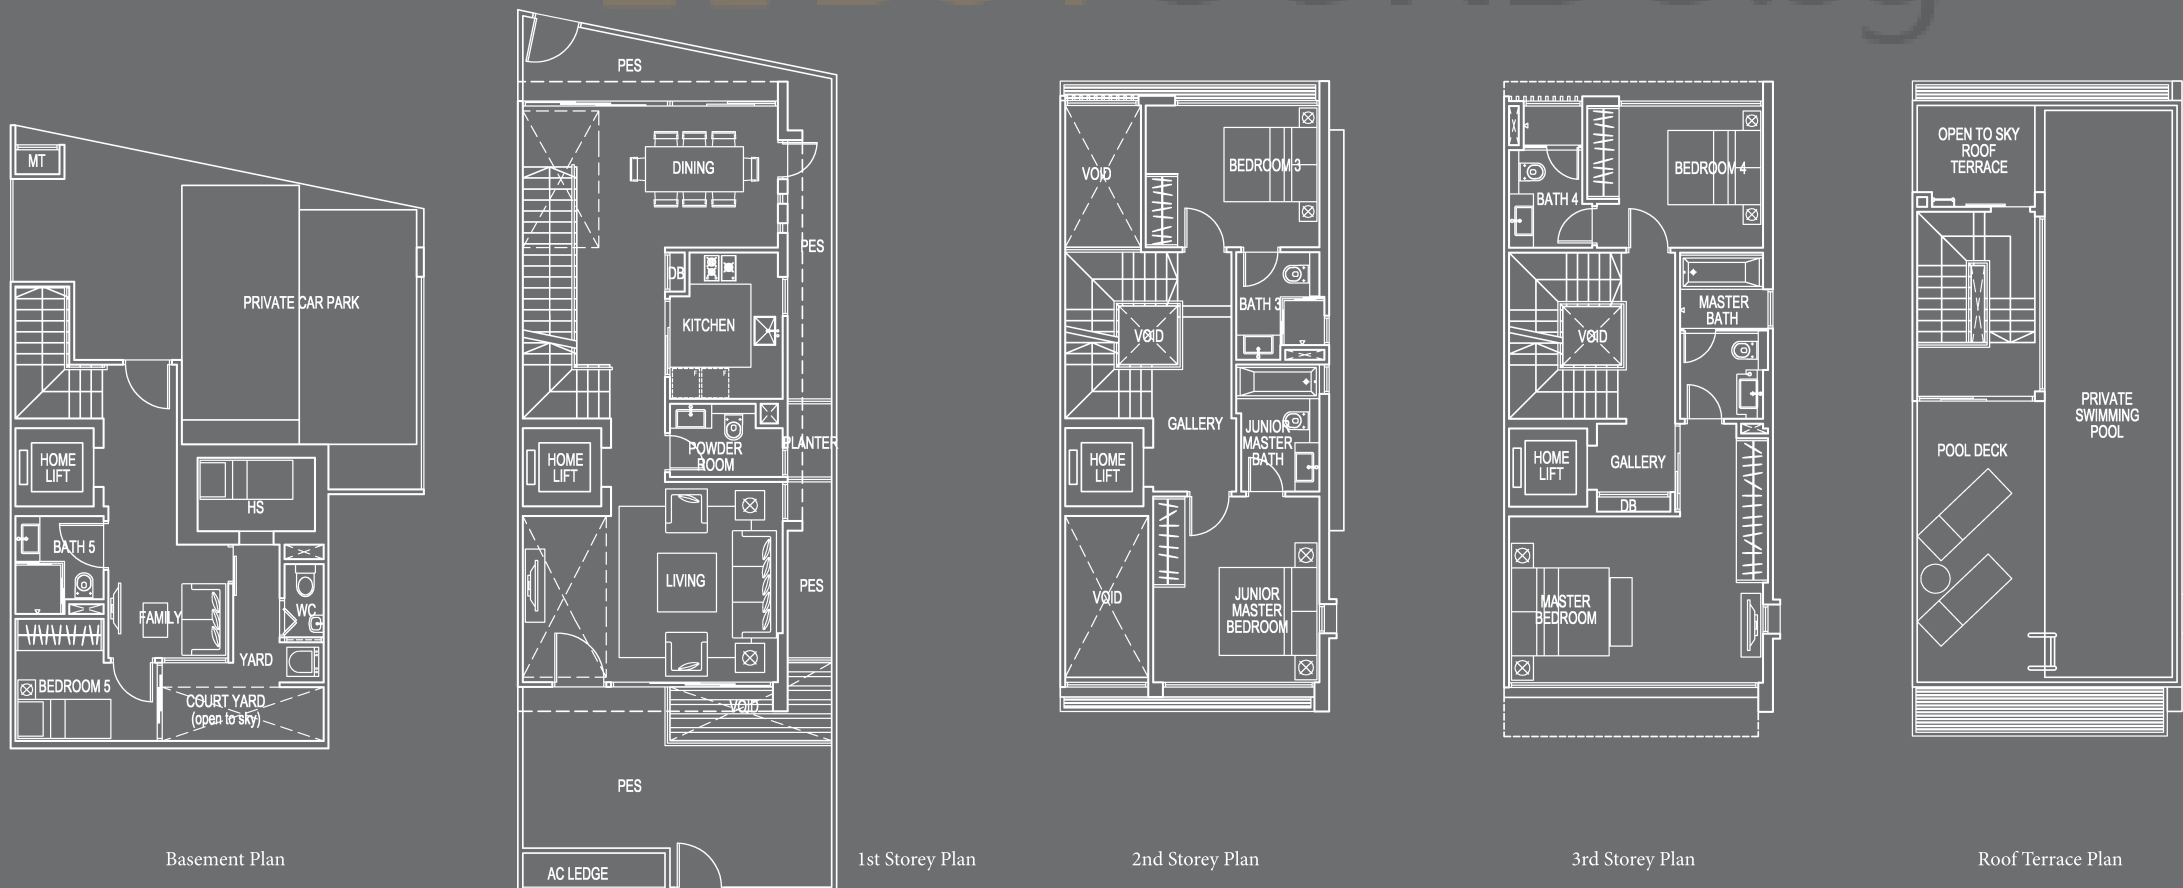 MT
PRIVATE CAR PARK
HOME
LIFT
HS
BATH 5
FAMILY
WC
YARD
BEDROOM 5
COURT YARD
(open to sky)
Basement Plan
PES
DINING
PES
DB
KITCHEN
F
F
POWDER
ROOM
PLANTER
HOME
LIFT
LIVING
PES
VOID
PES
AC LEDGE
1st Storey Plan
VOID
BEDROOM 3
BATH 3
VOID
GALLERY
JUNIOR
MASTER
BATH
HOME
LIFT
VOID
JUNIOR
MASTER
BEDROOM
2nd Storey Plan
BEDROOM 4
BATH 4
MASTER
BATH
VOID
HOME
LIFT
GALLERY
DB
MASTER
BEDROOM
3rd Storey Plan
OPEN TO SKY
ROOF
TERRACE
PRIVATE
SWIMMING
POOL
POOL DECK
Roof Terrace Plan